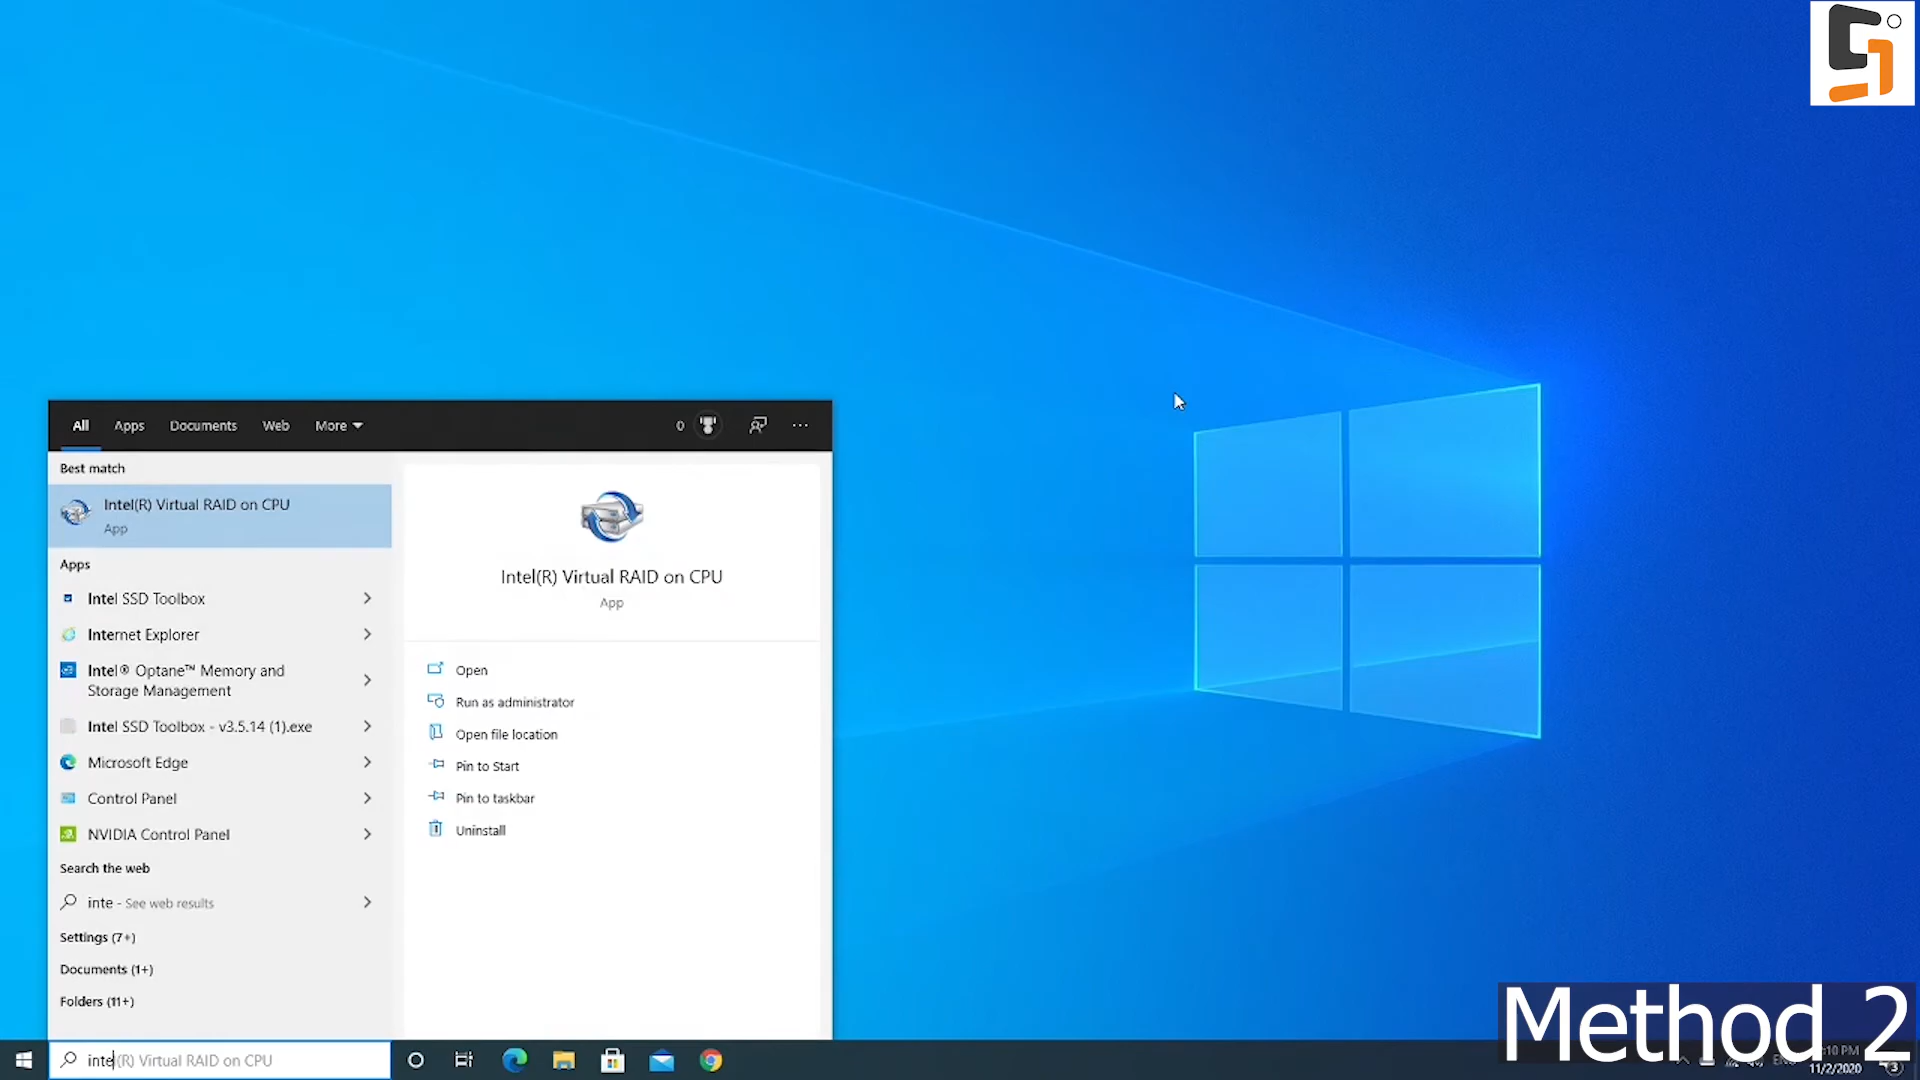 All Apps Documents Web More 0 ...
Best match
Intel(R) Virtual RAID on CPU
App
Apps
Intel SSD Toolbox
Internet Explorer
Intel® Optane™ Memory and
Storage Management
Intel SSD Toolbox - v3.5.14 (1).exe
Microsoft Edge
Control Panel
NVIDIA Control Panel
Search the web
inte - See web results
Settings (7+)
Documents (1+)
Folders (11+)
Intel(R) Virtual RAID on CPU
App
Open
Run as administrator
Open file location
Pin to Start
Pin to taskbar
Uninstall
Method 2
intel(R) Virtual RAID on CPU
:10 PM
11/2/2020
3